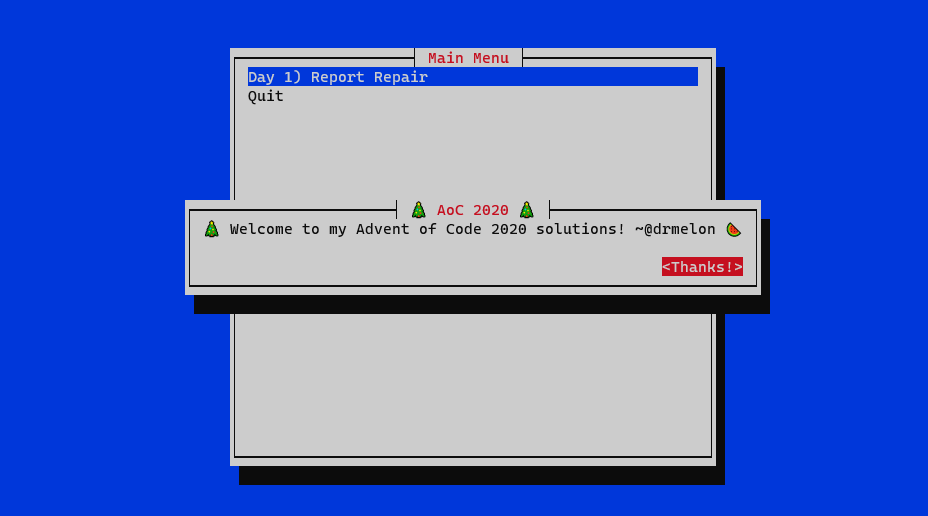 Main Menu
Day 1) Report Repair
Quit
🎄 AoC 2020 🎄
🎄 Welcome to my Advent of Code 2020 solutions! ~@drmelon 🍉
<Thanks!>